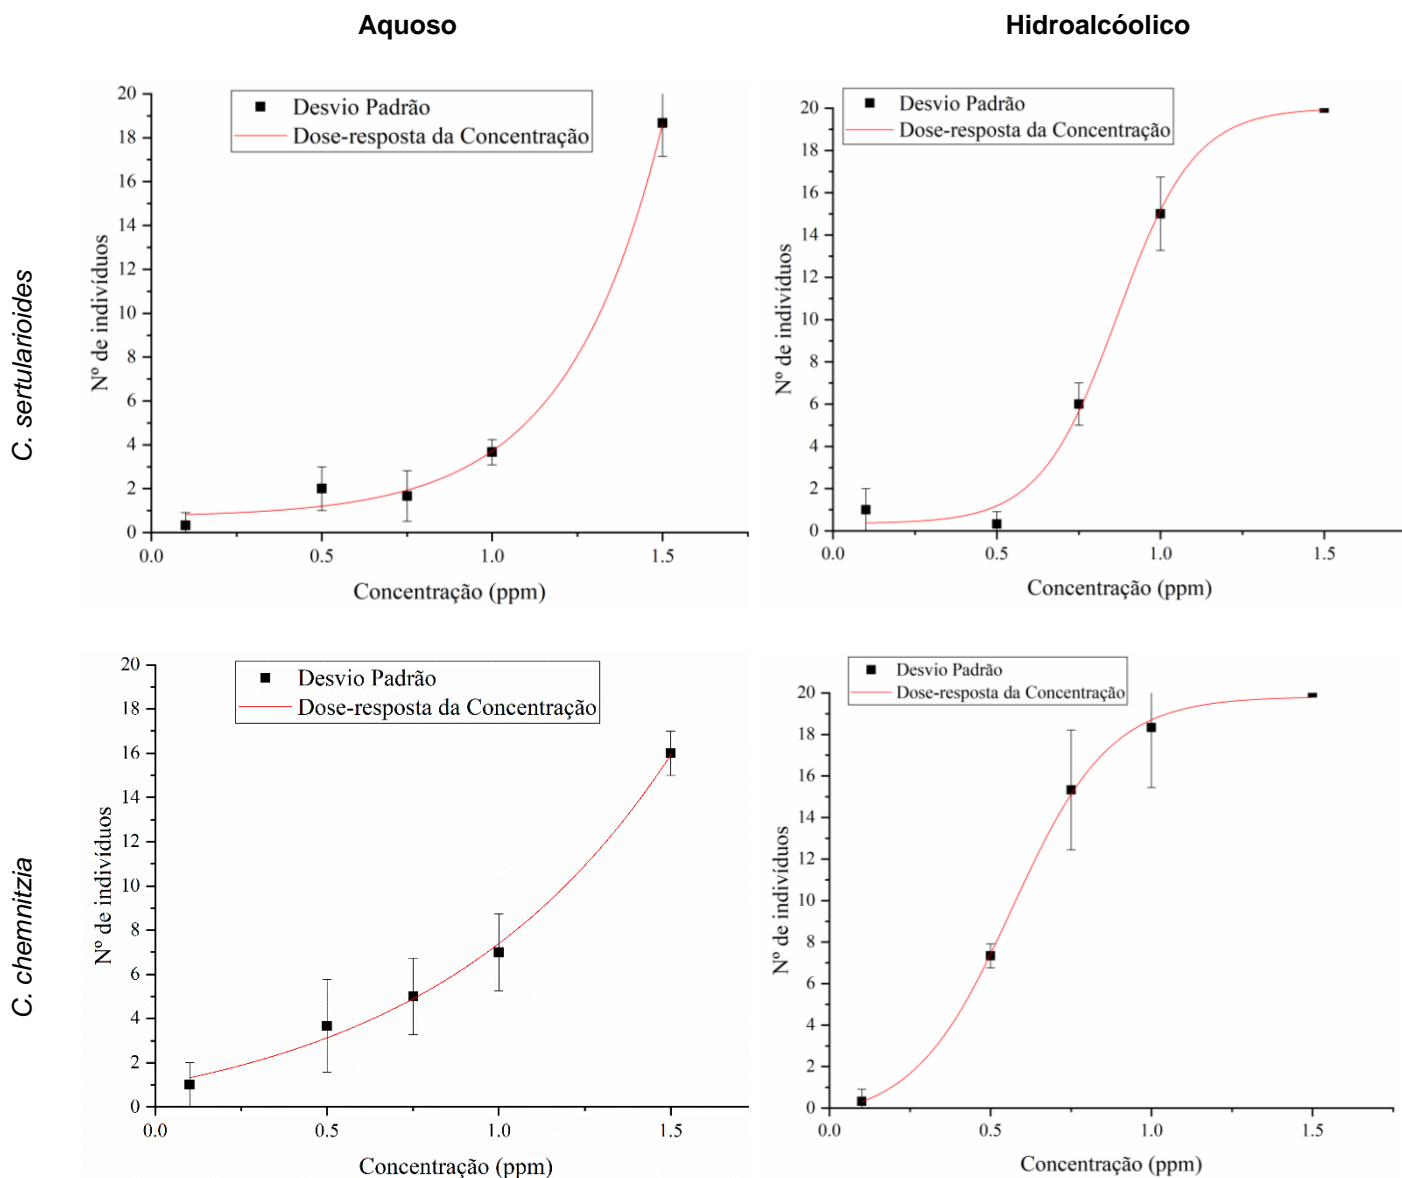 Aquoso
Hidroalcóolico
C. sertularioides
20
18
16
14
12
10
8
6
4
2
0
Nº de indivíduos
Desvio Padrão
Dose-resposta da Concentração
0.0 0.5 1.0 1.5
Concentração (ppm)
20
18
16
14
12
10
8
6
4
2
0
Nº de indivíduos
Desvio Padrão
Dose-resposta da Concentração
0.0 0.5 1.0 1.5
Concentração (ppm)
C. chemnitzia
20
18
16
14
12
10
8
6
4
2
0
Nº de indivíduos
Desvio Padrão
Dose-resposta da Concentração
0.0 0.5 1.0 1.5
Concentração (ppm)
20
18
16
14
12
10
8
6
4
2
0
Nº de indivíduos
Desvio Padrão
Dose-resposta da Concentração
0.0 0.5 1.0 1.5
Concentração (ppm)